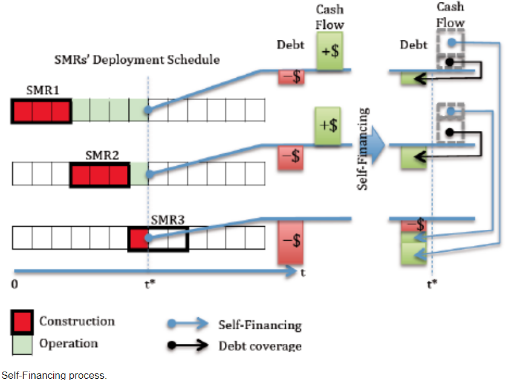 Cash
Flow
Cash
Flow
SMRs' Deployment Schedule
Debt
Debt
+$
-$
SMR1
+$
SMR2
-$
Self-Financing
SMR3
-$
-$
0
t*
t
t*
Construction
Operation
Self-Financing
Debt coverage
Self-Financing process.